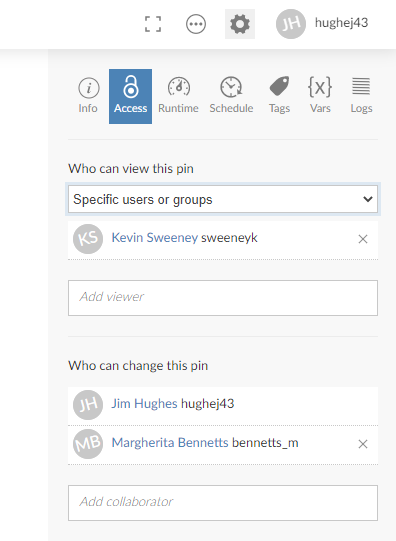 JH hughej43
Info Access Runtime Schedule Tags {x} Vars Logs
Who can view this pin
Specific users or groups
KS Kevin Sweeney sweeneyk
Add viewer
Who can change this pin
JH Jim Hughes hughej43
MB Margherita Bennetts bennetts_m
Add collaborator